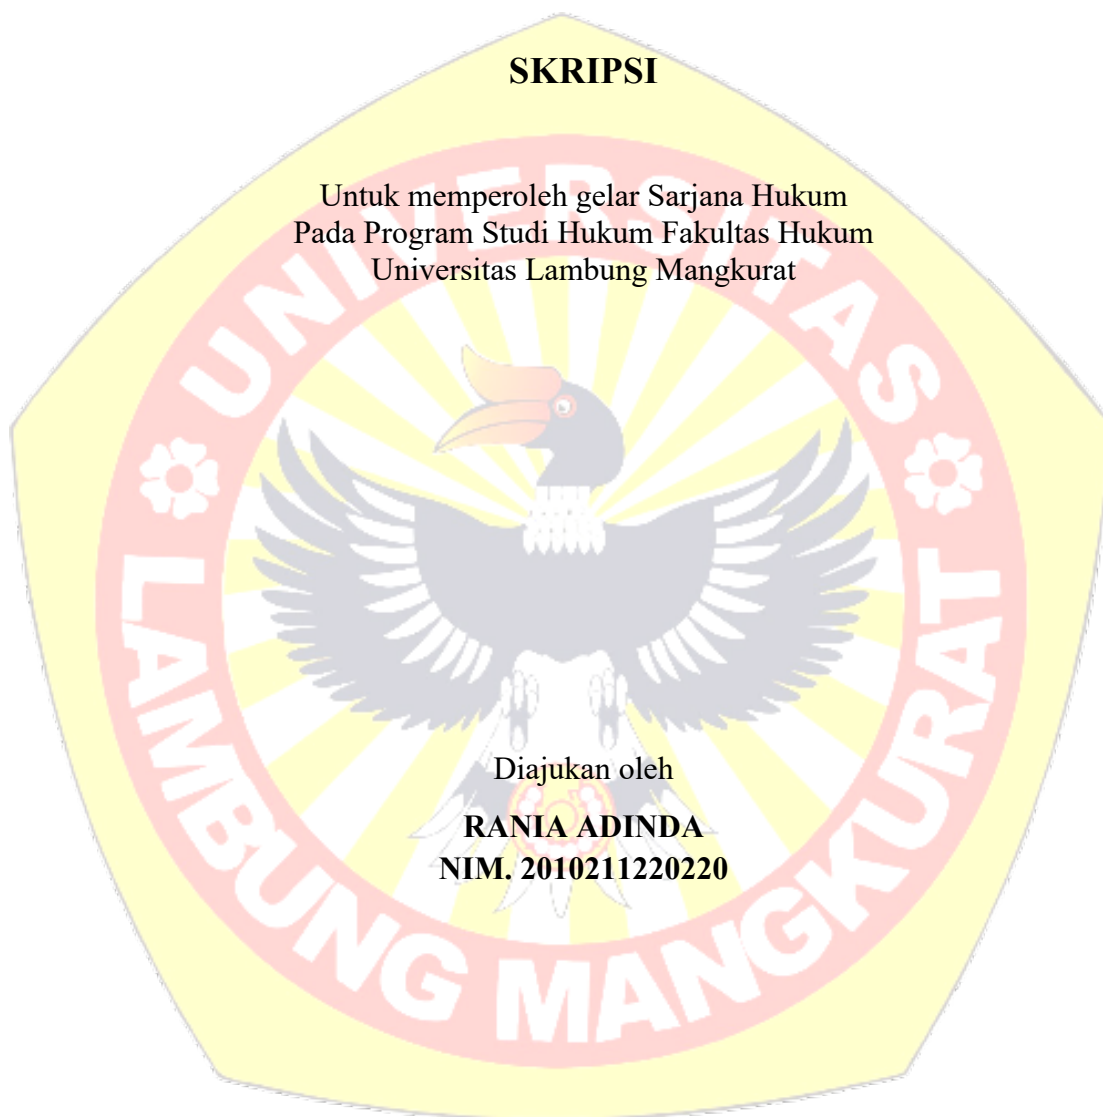 SKRIPSI
Untuk memperoleh gelar Sarjana Hukum
Pada Program Studi Hukum Fakultas Hukum
Universitas Lambung Mangkurat
UNIVERSITAS
LAMBUNG MANGKURAT
Diajukan oleh
RANIA ADINDA
NIM. 2010211220220